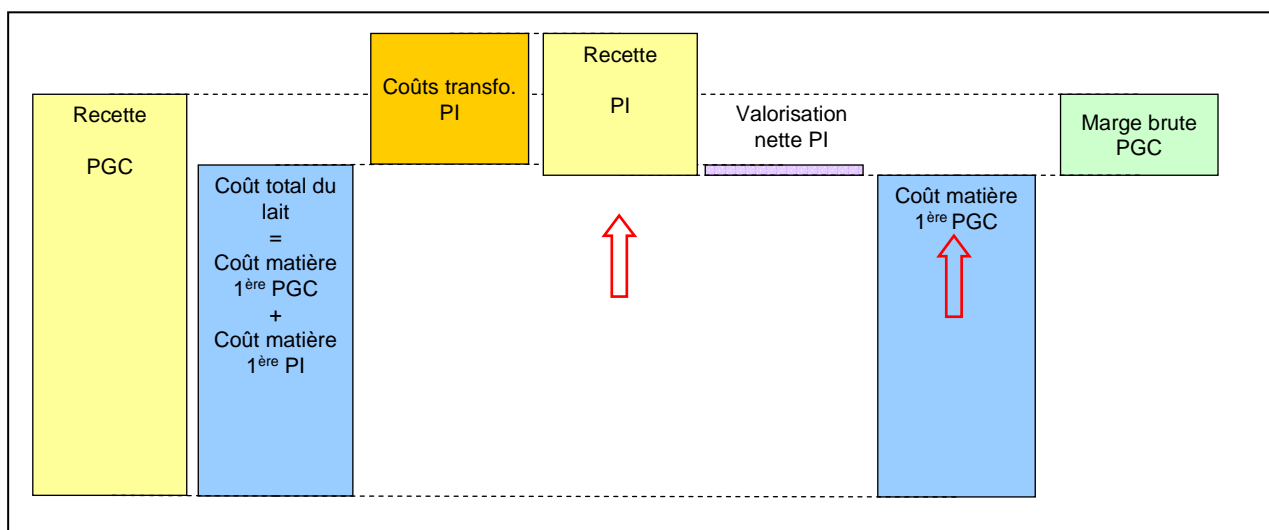 Recette
PGC
Coût total du
lait
=
Coût matière
1ère PGC
+
Coût matière
1ère PI
Coûts transfo.
PI
Recette
PI
Valorisation
nette PI
Coût matière
1ère PGC
Marge brute
PGC